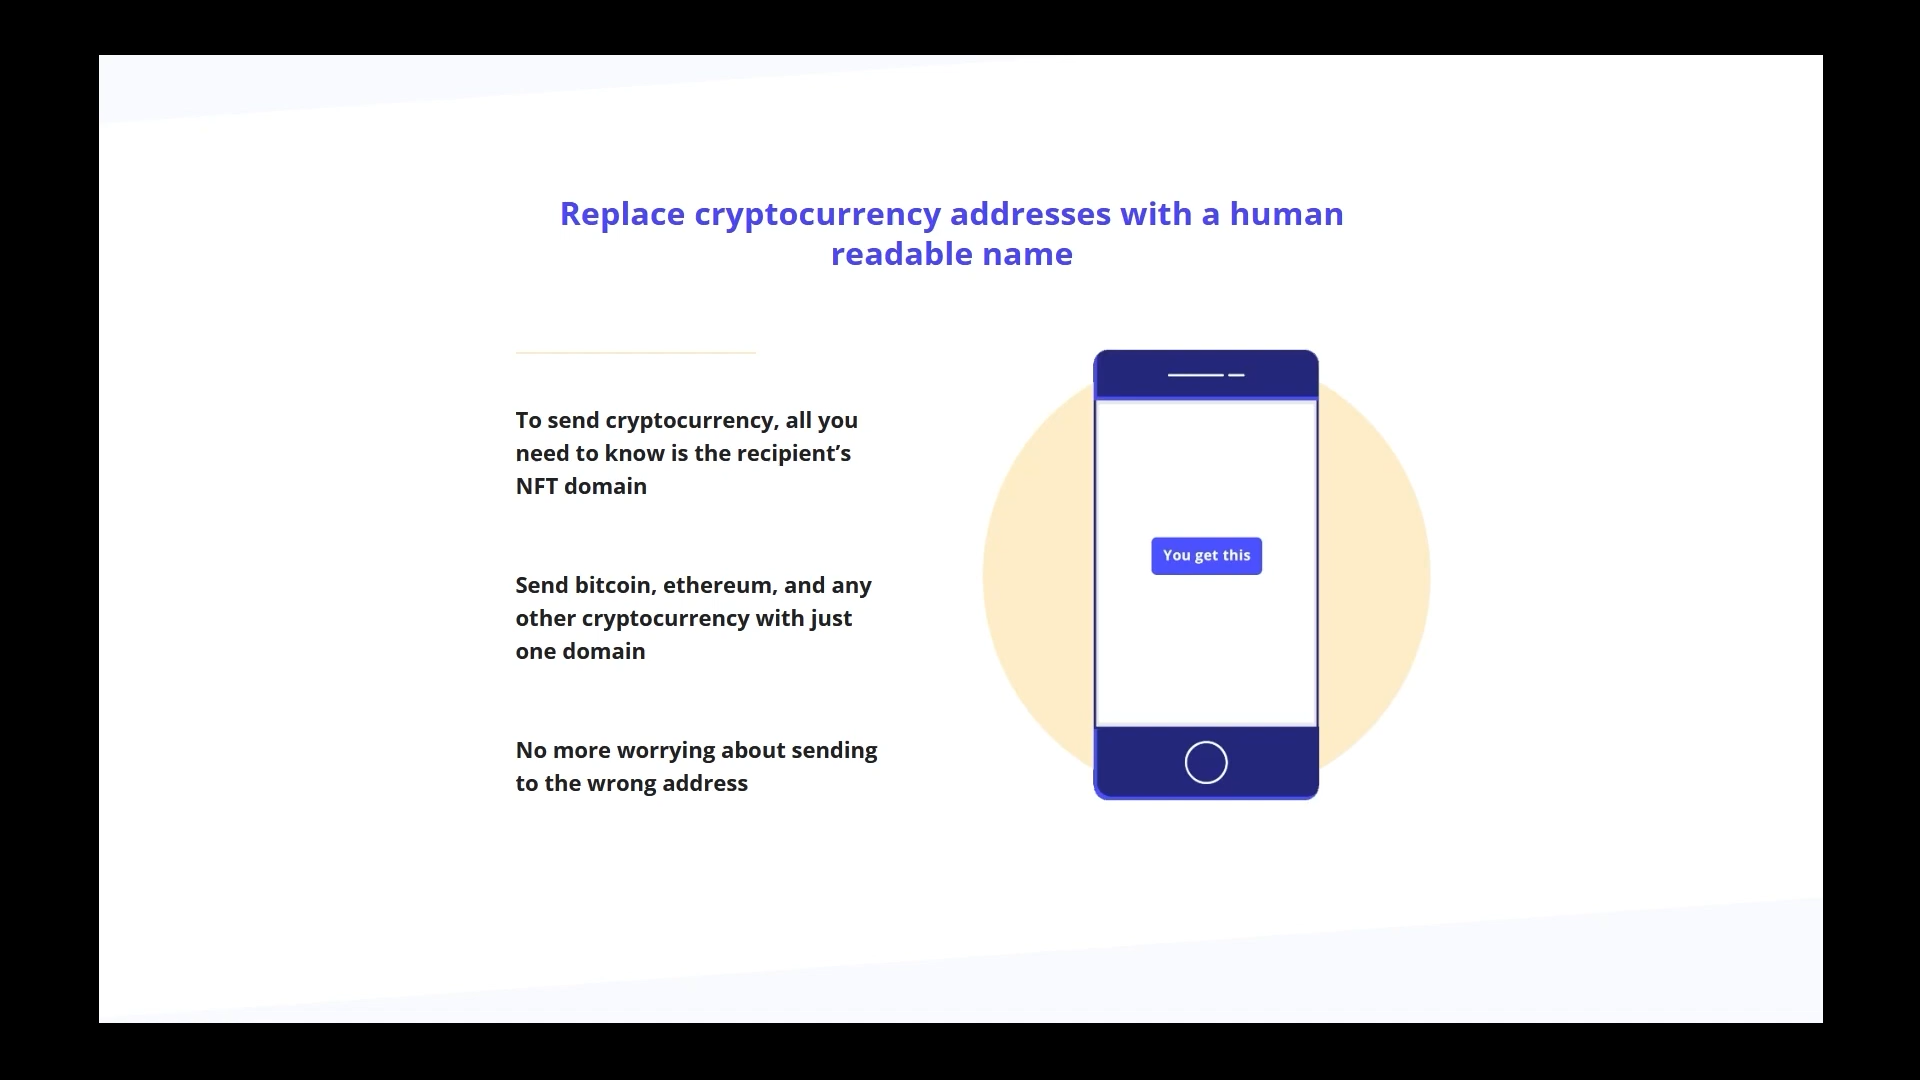 Replace cryptocurrency addresses with a human
readable name
To send cryptocurrency, all you
need to know is the recipient’s
NFT domain
Send bitcoin, ethereum, and any
other cryptocurrency with just
one domain
No more worrying about sending
to the wrong address
You get this